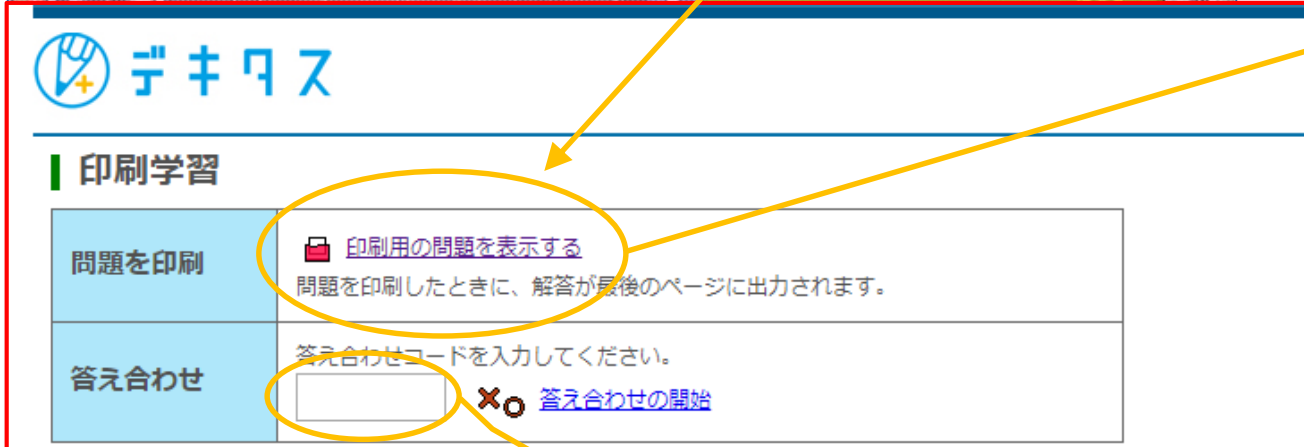 デキタス
印刷学習
問題を印刷
印刷用の問題を表示する
問題を印刷したときに、解答が最後のページに出力されます。
答え合わせ
答え合わせコードを入力してください。
答え合わせの開始